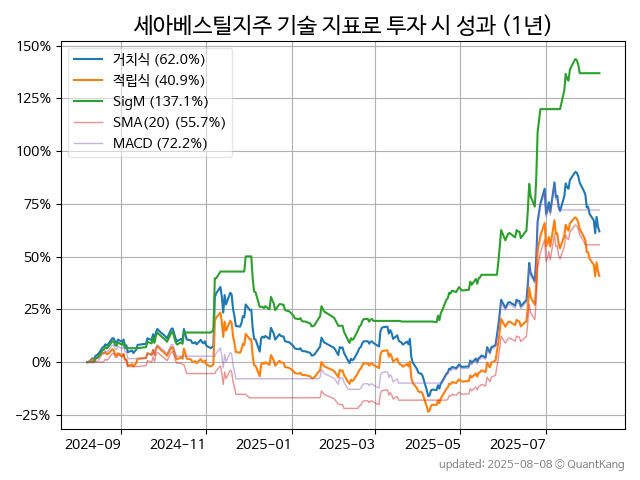 세아베스틸지주 기술 지표로 투자 시 성과 (1년)
150%
125%
100%
75%
50%
25%
0%
−25%
거치식 (62.0%)
적립식 (40.9%)
SigM (137.1%)
SMA(20) (55.7%)
MACD (72.2%)
2024-09
2024-11
2025-01
2025-03
2025-05
2025-07
updated: 2025-08-08 © QuantKang